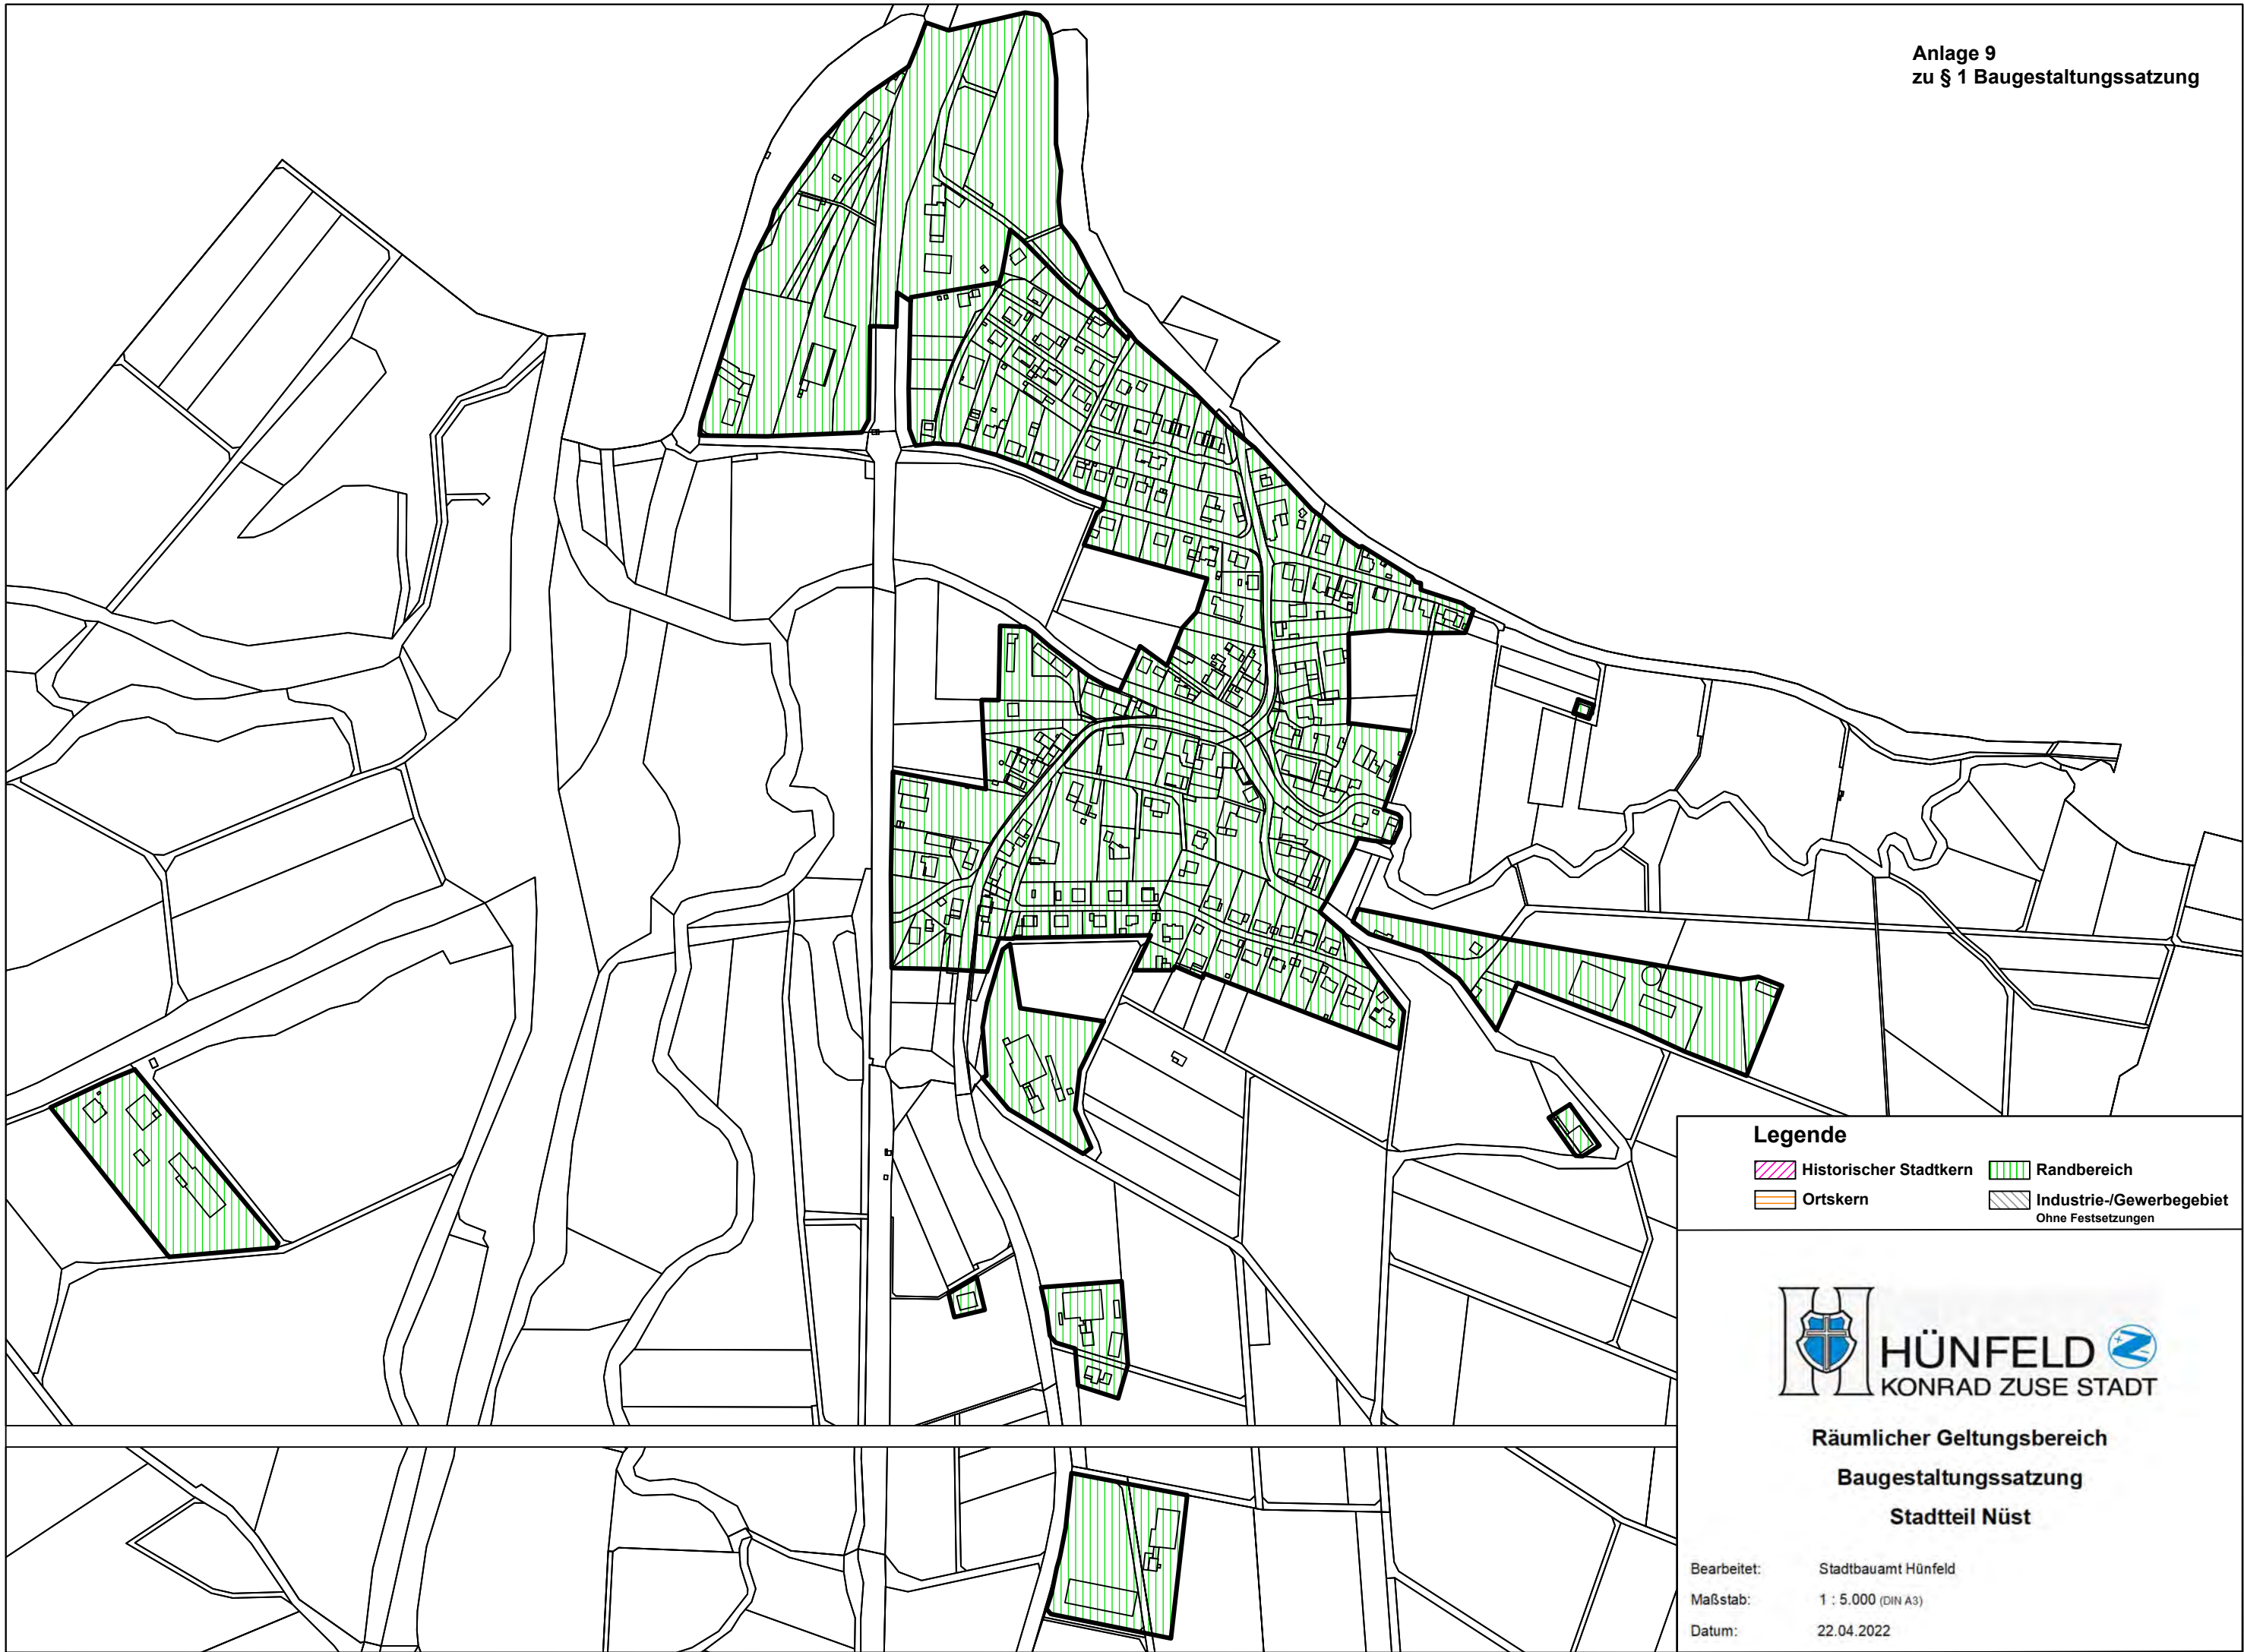 Anlage 9
zu § 1 Baugestaltungssatzung
Legende
Historischer Stadtkern
Randbereich
Ortskern
Industrie-/Gewerbegebiet
Ohne Festsetzungen
HÜNFELD
KONRAD ZUSE STADT
Räumlicher Geltungsbereich
Baugestaltungssatzung
Stadtteil Nüst
Bearbeitet: Stadtbauamt Hünfeld
Maßstab: 1 : 5.000 (DIN A3)
Datum: 22.04.2022